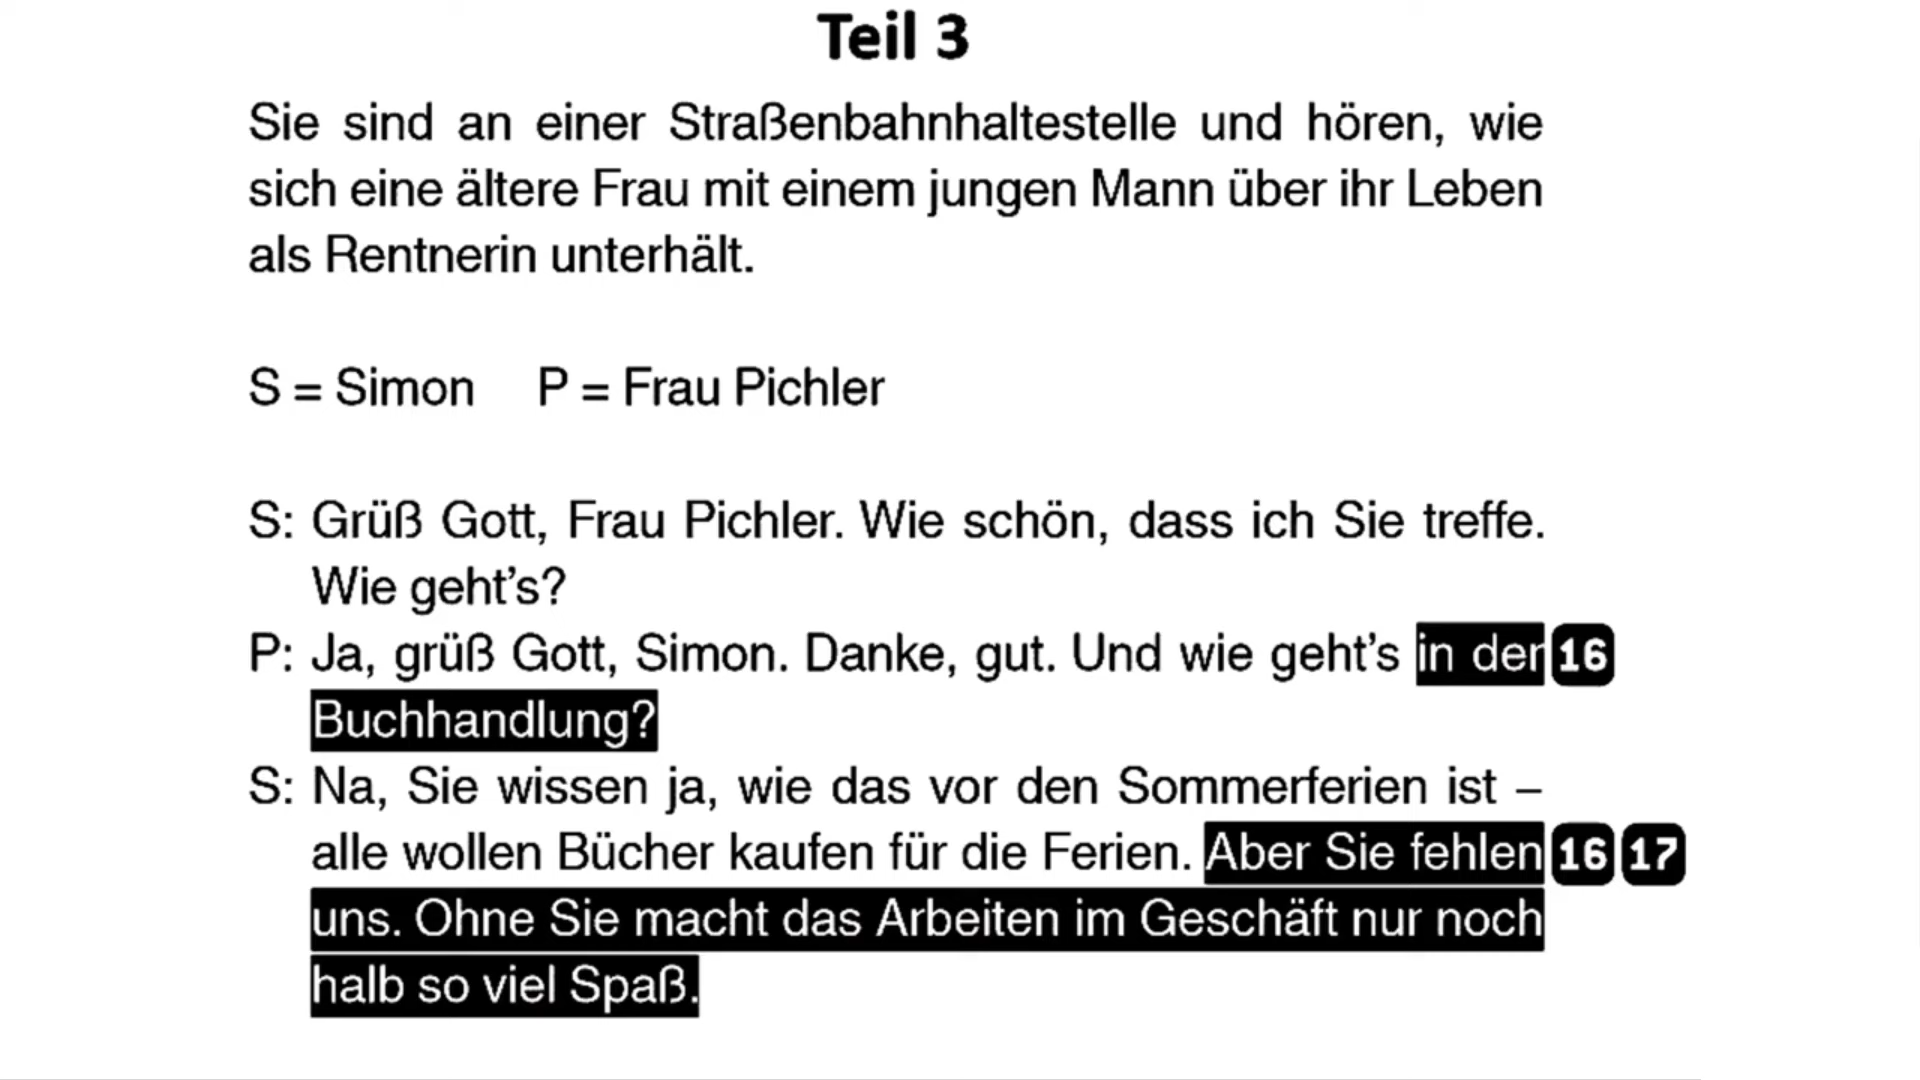 Teil 3
Sie sind an einer Straßenbahnhaltestelle und hören, wie
sich eine ältere Frau mit einem jungen Mann über ihr Leben
als Rentnerin unterhält.
S = Simon P = Frau Pichler
S: Grüß Gott, Frau Pichler. Wie schön, dass ich Sie treffe.
Wie geht’s?
P: Ja, grüß Gott, Simon. Danke, gut. Und wie geht’s in der 16
Buchhandlung?
S: Na, Sie wissen ja, wie das vor den Sommerferien ist –
alle wollen Bücher kaufen für die Ferien. Aber Sie fehlen 16 17
uns. Ohne Sie macht das Arbeiten im Geschäft nur noch
halb so viel Spaß.